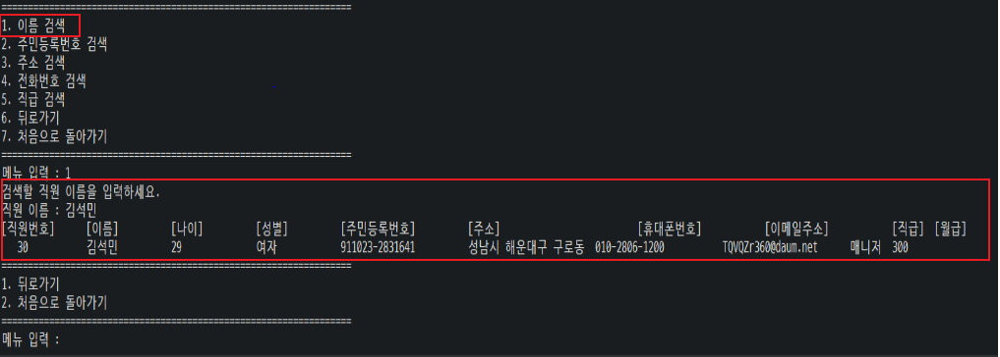 ============================================================
1. 이름 검색
2. 주민등록번호 검색
3. 주소 검색
4. 전화번호 검색
5. 직급 검색
6. 뒤로가기
7. 처음으로 돌아가기
============================================================
메뉴 입력 : 1
검색할 직원 이름을 입력하세요.
직원 이름 : 김석민
[직원번호] [이름] [나이] [성별] [주민등록번호] [주소] [휴대폰번호] [이메일주소] [직급] [월급]
30 김석민 29 여자 911023-2831641 성남시 해운대구 구로동 010-2806-1200 TQVQZr360@daum.net 매니저 300
============================================================
1. 뒤로가기
2. 처음으로 돌아가기
============================================================
메뉴 입력 :